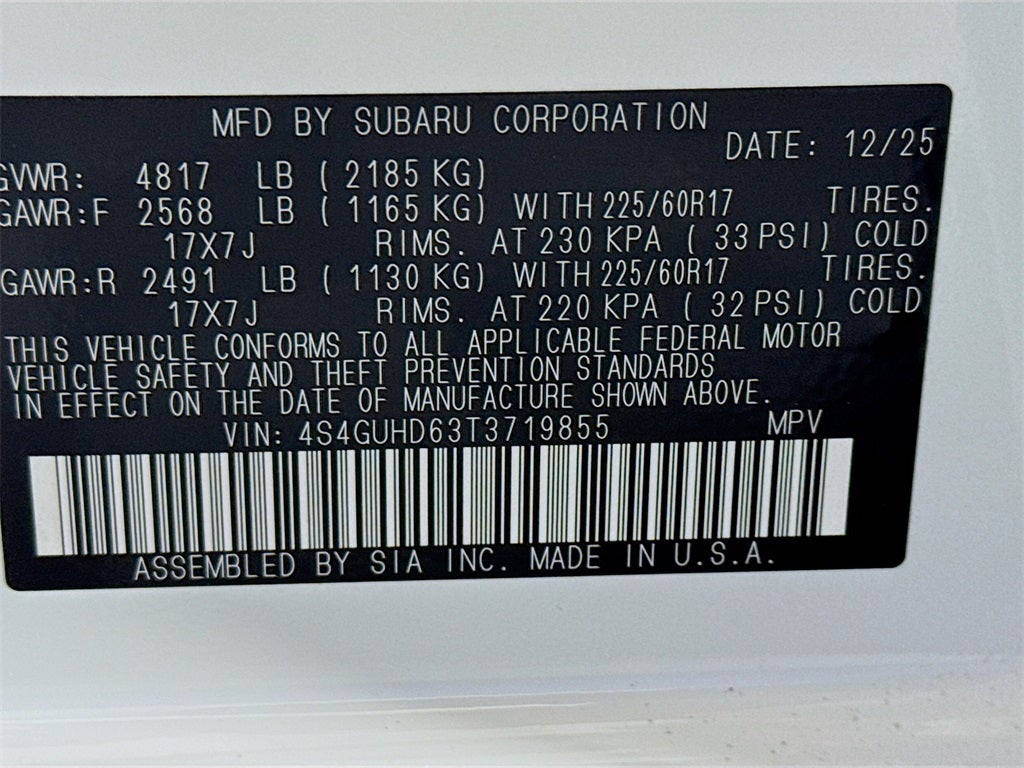 MFD BY SUBARU CORPORATION
DATE: 12/25
GVWR: 4817 LB (2185 KG)
GAWR:F 2568 LB (1165 KG) WITH 225/60R17 TIRES.
17X7J RIMS. AT 230 KPA (33 PSI) COLD
GAWR:R 2491 LB (1130 KG) WITH 225/60R17 TIRES.
17X7J RIMS. AT 220 KPA (32 PSI) COLD
THIS VEHICLE CONFORMS TO ALL APPLICABLE FEDERAL MOTOR
VEHICLE SAFETY AND THEFT PREVENTION STANDARDS
IN EFFECT ON THE DATE OF MANUFACTURE SHOWN ABOVE.
VIN: 4S4GUHD63T3719855 MPV
ASSEMBLED BY SIA INC. MADE IN U.S.A.